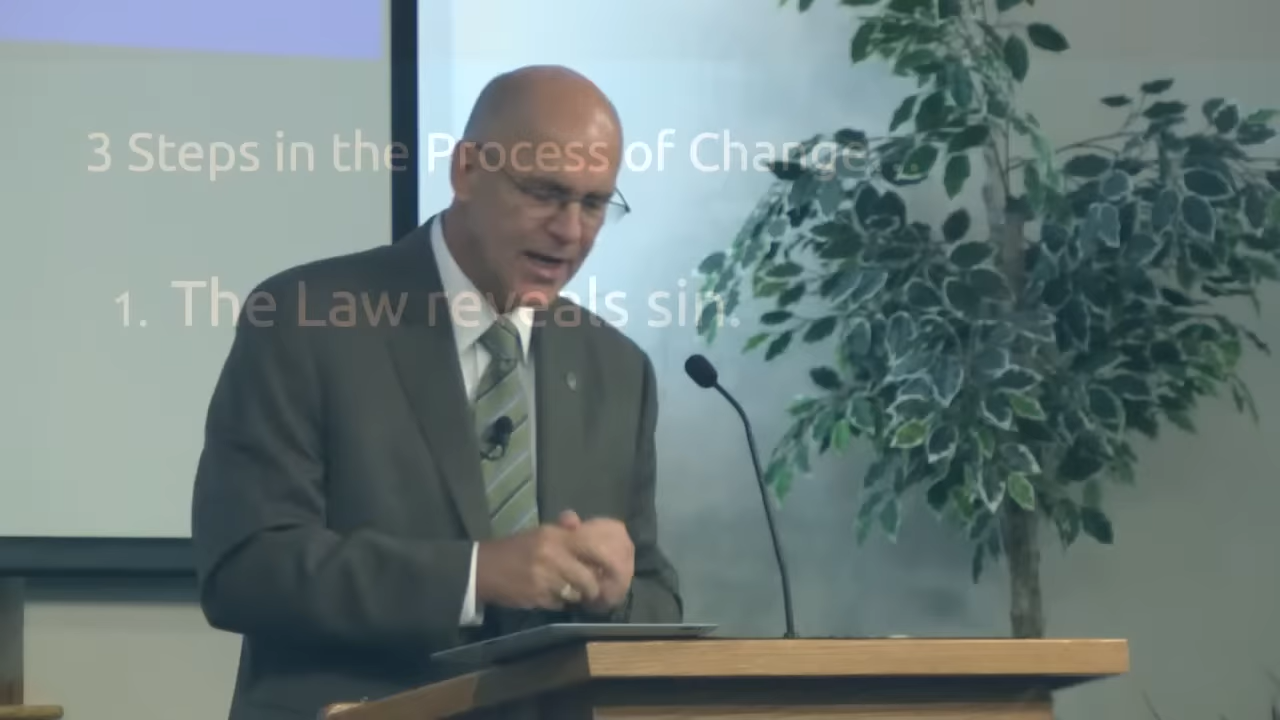 3 Steps in the Process of Change
1. The Law reveals sin.